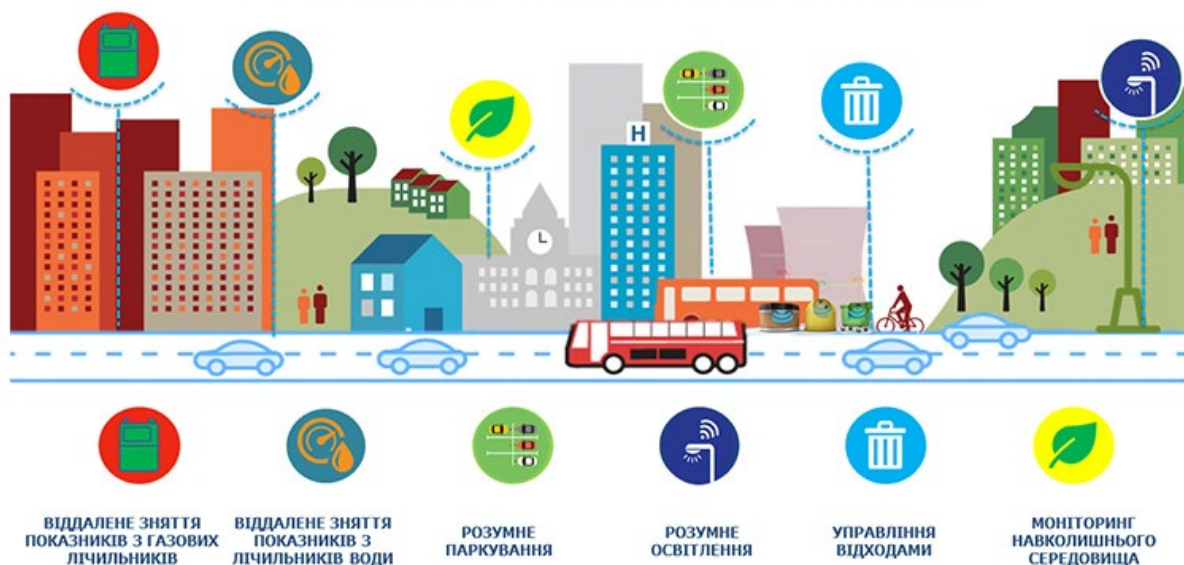 H
ВІДДАЛЕНЕ ЗНЯТТЯ
ПОКАЗНИКІВ З ГАЗОВИХ
ЛІЧИЛЬНИКІВ
ВІДДАЛЕНЕ ЗНЯТТЯ
ПОКАЗНИКІВ З
ЛІЧИЛЬНИКІВ ВОДИ
РОЗУМНЕ
ПАРКУВАННЯ
РОЗУМНЕ
ОСВІТЛЕННЯ
УПРАВЛІННЯ
ВІДХОДАМИ
МОНІТОРИНГ
НАВКОЛИШНЬОГО
СЕРЕДОВИЩА